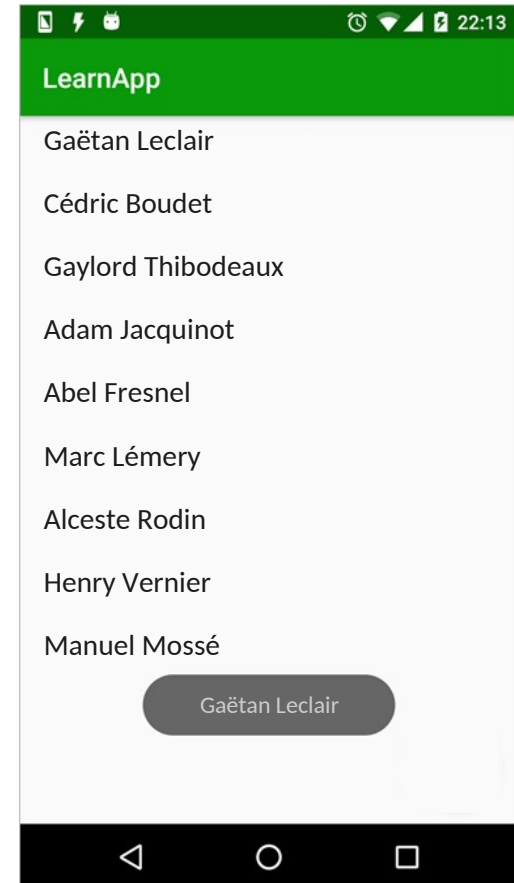 22:13
LearnApp
Gaëtan Leclair
Cédric Boudet
Gaylord Thibodeaux
Adam Jacquinot
Abel Fresnel
Marc Lémery
Alceste Rodin
Henry Vernier
Manuel Mossé
Gaëtan Leclair